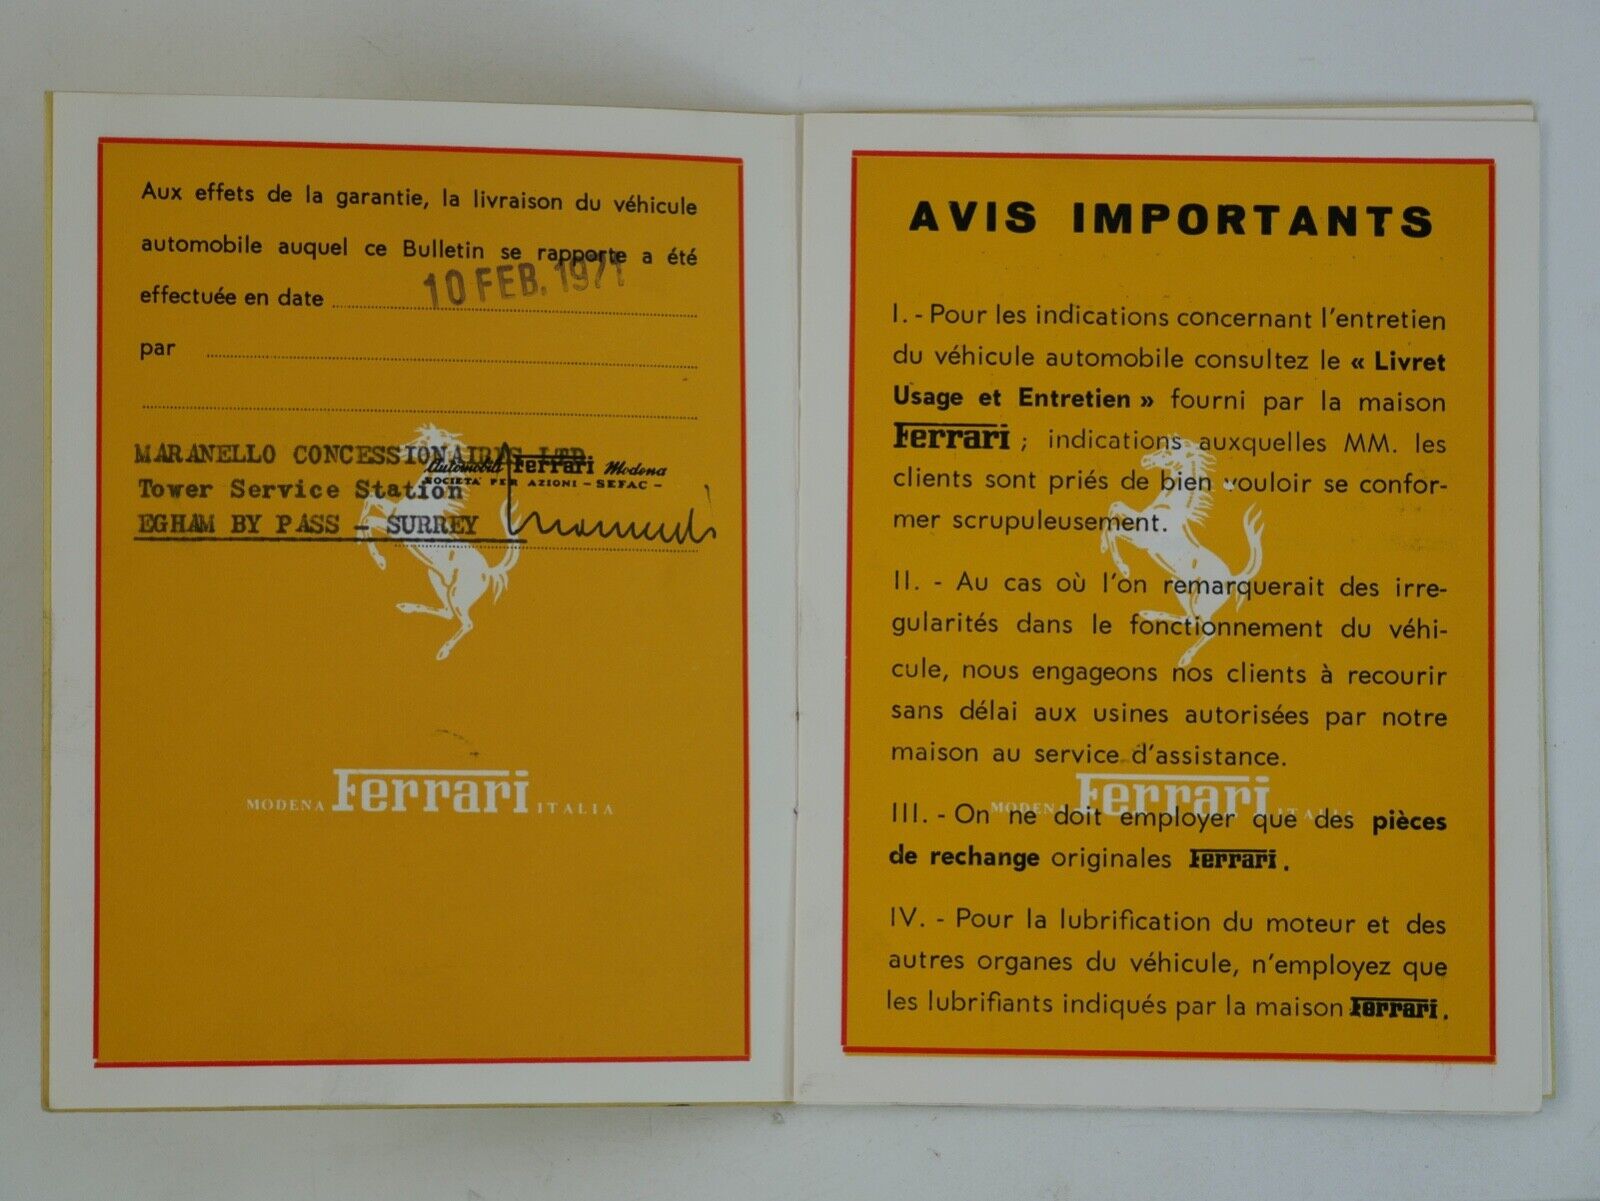 Aux effets de la garantie, la livraison du véhicule
automobile auquel ce Bulletin se rapporte a été
effectuée en date 10 FEB. 1971
par
MARANELLO CONCESSIONAIRES LTD
Automobili Ferrari Modena
SOCIETA' PER AZIONI - SEFAC -
Tower Service Station
EGHAM BY PASS - SURREY
MODENA Ferrari ITALIA
AVIS IMPORTANTS
I. - Pour les indications concernant l'entretien
du véhicule automobile consultez le « Livret
Usage et Entretien » fourni par la maison
Ferrari ; indications auxquelles MM. les
clients sont priés de bien vouloir se confor-
mer scrupuleusement.
II. - Au cas où l'on remarquerait des irre-
gularités dans le fonctionnement du véhi-
cule, nous engageons nos clients à recourir
sans délai aux usines autorisées par notre
maison au service d'assistance.
MODENA Ferrari ITALIA
III. - On ne doit employer que des pièces
de rechange originales Ferrari.
IV. - Pour la lubrification du moteur et des
autres organes du véhicule, n'employez que
les lubrifiants indiqués par la maison Ferrari.